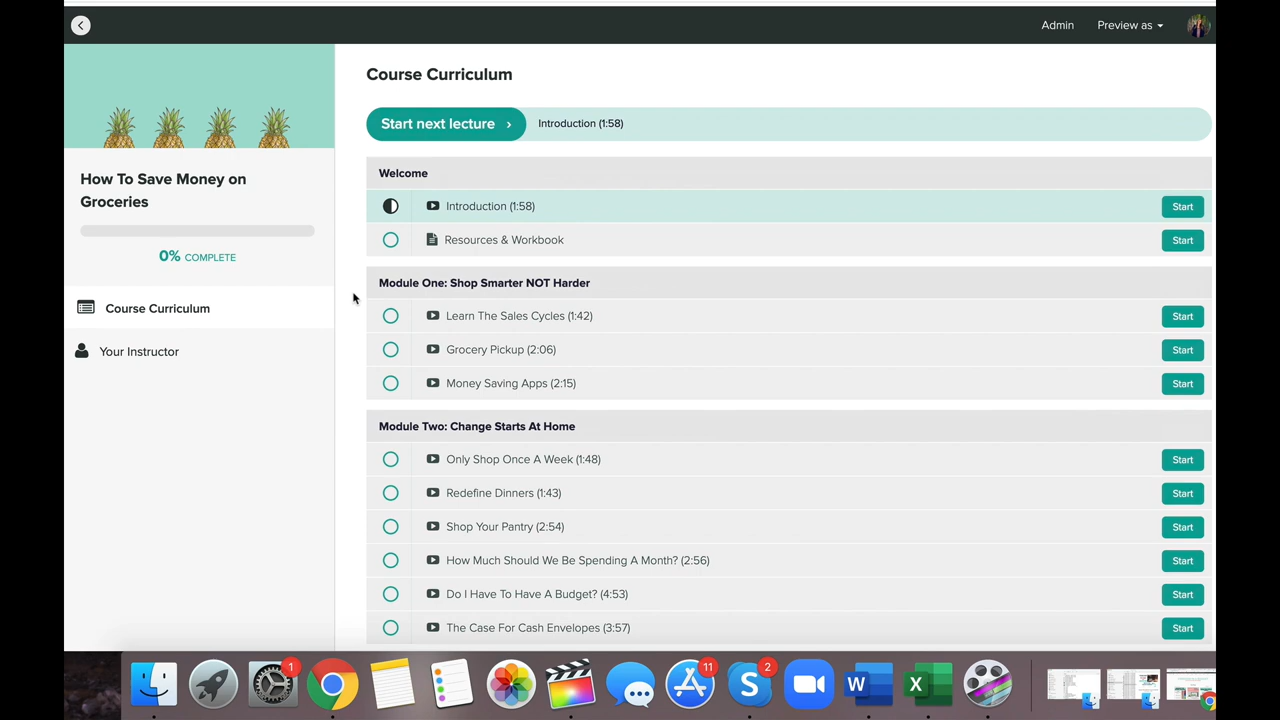 Admin
Preview as
Course Curriculum
Start next lecture
Introduction (1:58)
How To Save Money on
Groceries
0% COMPLETE
Course Curriculum
Your Instructor
Welcome
Introduction (1:58)
Start
Resources & Workbook
Start
Module One: Shop Smarter NOT Harder
Learn The Sales Cycles (1:42)
Start
Grocery Pickup (2:06)
Start
Money Saving Apps (2:15)
Start
Module Two: Change Starts At Home
Only Shop Once A Week (1:48)
Start
Redefine Dinners (1:43)
Start
Shop Your Pantry (2:54)
Start
How Much Should We Be Spending A Month? (2:56)
Start
Do I Have To Have A Budget? (4:53)
Start
The Case For Cash Envelopes (3:57)
Start
1
11
S
2
W
X